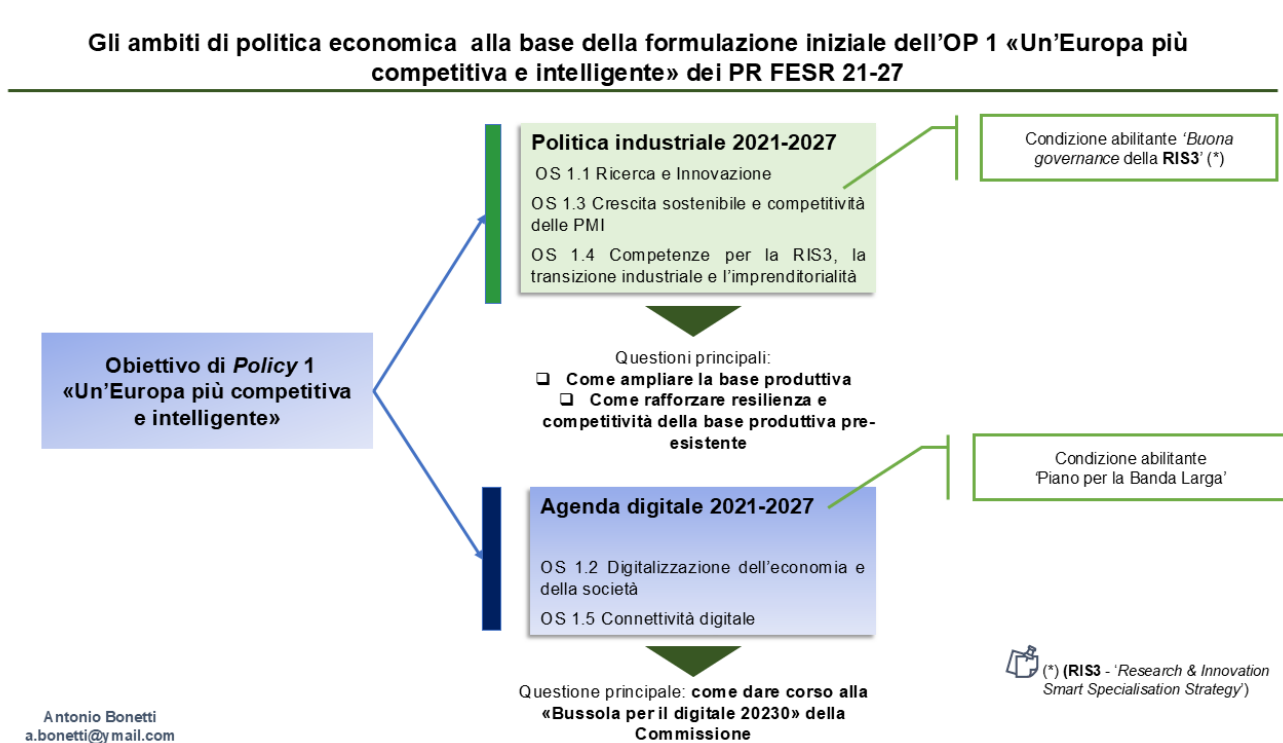 Gli ambiti di politica economica alla base della formulazione iniziale dell'OP 1 «Un'Europa più
competitiva e intelligente» dei PR FESR 21-27
Politica industriale 2021-2027
OS 1.1 Ricerca e Innovazione
OS 1.3 Crescita sostenibile e competitività
delle PMI
OS 1.4 Competenze per la RIS3, la
transizione industriale e l'imprenditorialità
Condizione abilitante 'Buona
governance della RIS3' (*)
Questioni principali:
❑ Come ampliare la base produttiva
❑ Come rafforzare resilienza e
competitività della base produttiva pre-
esistente
Obiettivo di Policy 1
«Un'Europa più competitiva
e intelligente»
Condizione abilitante
'Piano per la Banda Larga'
Agenda digitale 2021-2027
OS 1.2 Digitalizzazione dell'economia e
della società
OS 1.5 Connettività digitale
Questione principale: come dare corso alla
«Bussola per il digitale 20230» della
Commissione
(*) (RIS3 - 'Research & Innovation
Smart Specialisation Strategy')
Antonio Bonetti
a.bonetti@ymail.com